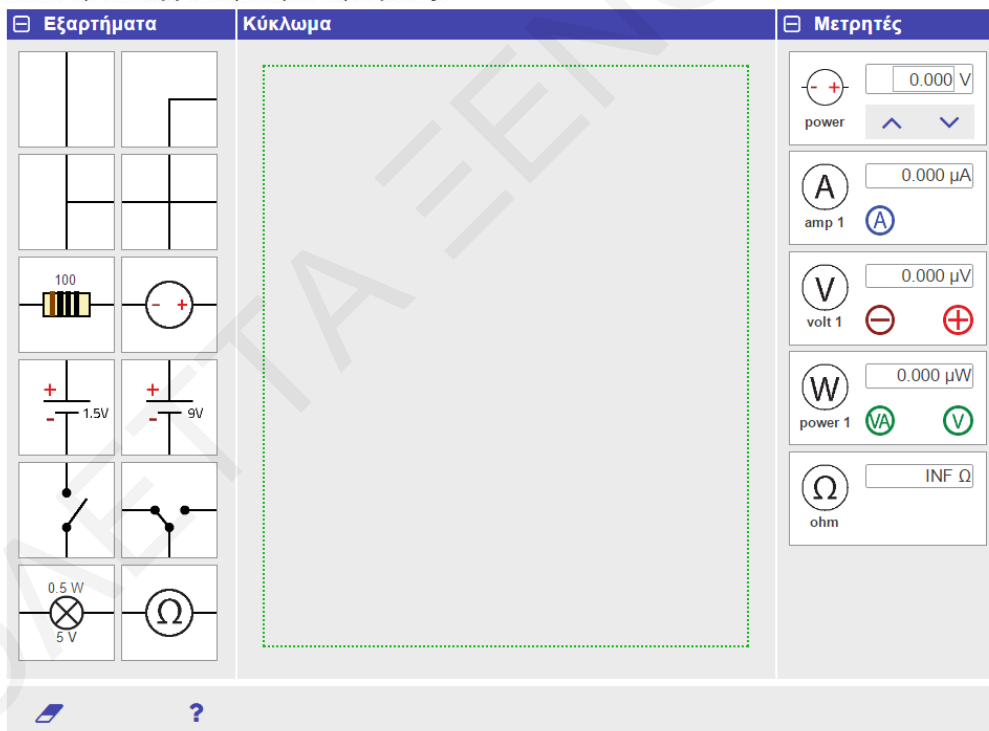 Εξαρτήματα
Κύκλωμα
Μετρητές
100
- +
+
-
1.5V
+
-
9V
0.5 W
5 V
Ω
- +
0.000 V
power
A
0.000 μA
amp 1
A
V
0.000 μV
volt 1
W
0.000 μW
power 1
VA
V
Ω
INF Ω
ohm
?